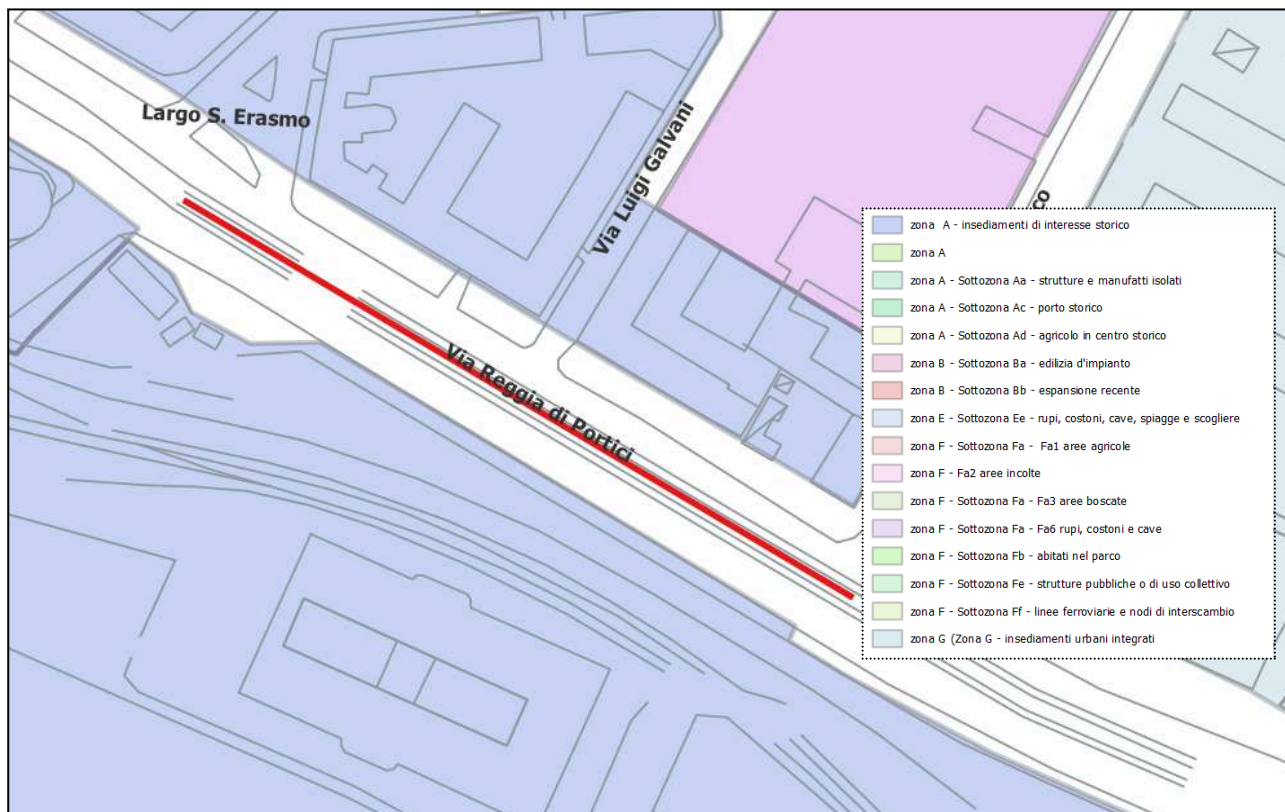 Largo S. Erasmo
Via Luigi Galvani
Via Reggia di Portici
co
zona A - insediamenti di interesse storico
zona A
zona A - Sottozona Aa - strutture e manufatti isolati
zona A - Sottozona Ac - porto storico
zona A - Sottozona Ad - agricolo in centro storico
zona B - Sottozona Ba - edilizia d'impianto
zona B - Sottozona Bb - espansione recente
zona E - Sottozona Ee - rupi, costoni, cave, spiagge e scogliere
zona F - Sottozona Fa - Fa1 aree agricole
zona F - Fa2 aree incolte
zona F - Sottozona Fa - Fa3 aree boscate
zona F - Sottozona Fa - Fa6 rupi, costoni e cave
zona F - Sottozona Fb - abitati nel parco
zona F - Sottozona Fe - strutture pubbliche o di uso collettivo
zona F - Sottozona Ff - linee ferroviarie e nodi di interscambio
zona G (Zona G - insediamenti urbani integrati